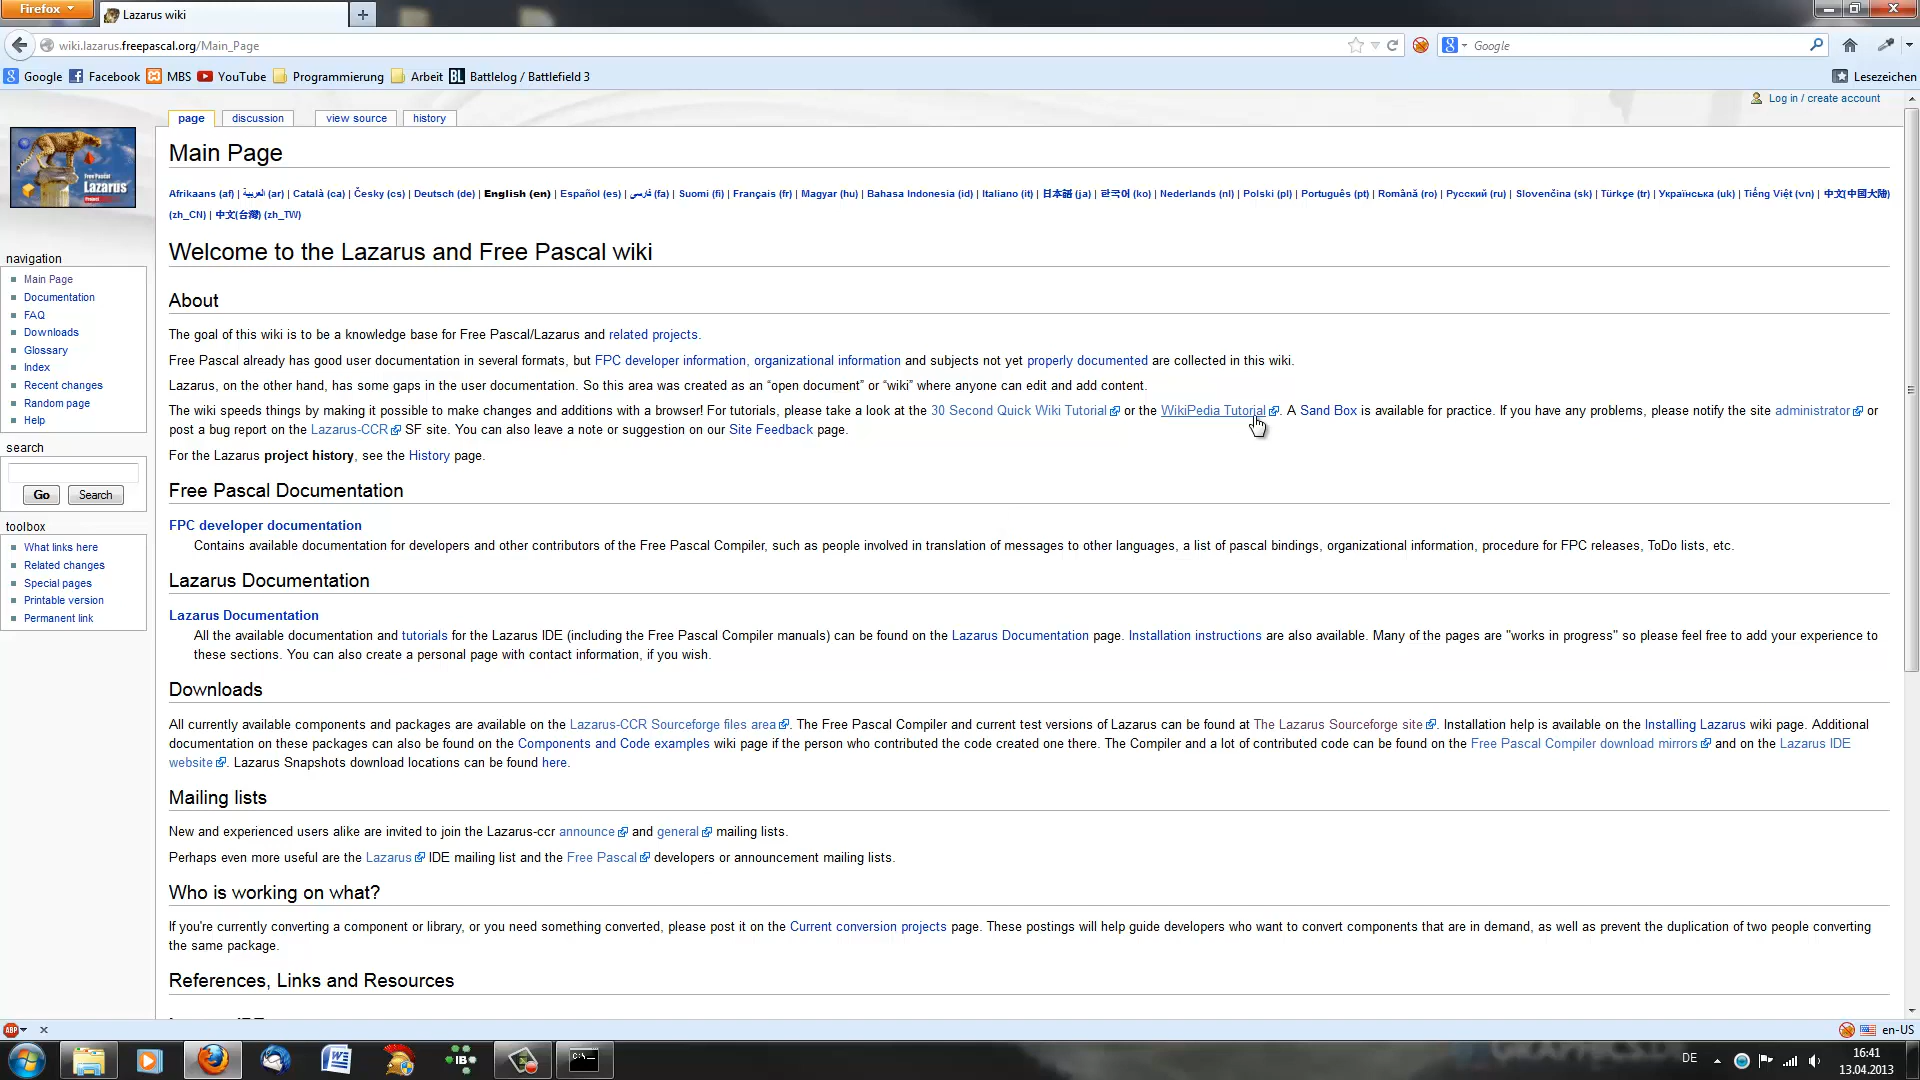 Firefox
Lazarus wiki
wiki.lazarus.freepascal.org/Main_Page
Google
Google Facebook MBS YouTube Programmierung Arbeit BL Battlelog / Battlefield 3
Lesezeichen
Log in / create account
page discussion view source history
Free Pascal
Lazarus
Main Page
Afrikaans (af) | العربية (ar) | Català (ca) | Česky (cs) | Deutsch (de) | English (en) | Español (es) | فارسی (fa) | Suomi (fi) | Français (fr) | Magyar (hu) | Bahasa Indonesia (id) | Italiano (it) | 日本語 (ja) | 한국어 (ko) | Nederlands (nl) | Polski (pl) | Português (pt) | Română (ro) | Русский (ru) | Slovenčina (sk) | Türkçe (tr) | Українська (uk) | Tiếng Việt (vn) | 中文(中国大陆)
(zh_CN) | 中文(台灣) (zh_TW)
Welcome to the Lazarus and Free Pascal wiki
navigation
Main Page
Documentation
FAQ
Downloads
Glossary
Index
Recent changes
Random page
Help
search
Go Search
toolbox
What links here
Related changes
Special pages
Printable version
Permanent link
About
The goal of this wiki is to be a knowledge base for Free Pascal/Lazarus and related projects.
Free Pascal already has good user documentation in several formats, but FPC developer information, organizational information and subjects not yet properly documented are collected in this wiki.
Lazarus, on the other hand, has some gaps in the user documentation. So this area was created as an “open document” or “wiki” where anyone can edit and add content.
The wiki speeds things by making it possible to make changes and additions with a browser! For tutorials, please take a look at the 30 Second Quick Wiki Tutorial or the WikiPedia Tutorial. A Sand Box is available for practice. If you have any problems, please notify the site administrator or
post a bug report on the Lazarus-CCR SF site. You can also leave a note or suggestion on our Site Feedback page.
For the Lazarus project history, see the History page.
Free Pascal Documentation
FPC developer documentation
Contains available documentation for developers and other contributors of the Free Pascal Compiler, such as people involved in translation of messages to other languages, a list of pascal bindings, organizational information, procedure for FPC releases, ToDo lists, etc.
Lazarus Documentation
Lazarus Documentation
All the available documentation and tutorials for the Lazarus IDE (including the Free Pascal Compiler manuals) can be found on the Lazarus Documentation page. Installation instructions are also available. Many of the pages are "works in progress" so please feel free to add your experience to
these sections. You can also create a personal page with contact information, if you wish.
Downloads
All currently available components and packages are available on the Lazarus-CCR Sourceforge files area. The Free Pascal Compiler and current test versions of Lazarus can be found at The Lazarus Sourceforge site. Installation help is available on the Installing Lazarus wiki page. Additional
documentation on these packages can also be found on the Components and Code examples wiki page if the person who contributed the code created one there. The Compiler and a lot of contributed code can be found on the Free Pascal Compiler download mirrors and on the Lazarus IDE
website. Lazarus Snapshots download locations can be found here.
Mailing lists
New and experienced users alike are invited to join the Lazarus-ccr announce and general mailing lists.
Perhaps even more useful are the Lazarus IDE mailing list and the Free Pascal developers or announcement mailing lists.
Who is working on what?
If you're currently converting a component or library, or you need something converted, please post it on the Current conversion projects page. These postings will help guide developers who want to convert components that are in demand, as well as prevent the duplication of two people converting
the same package.
References, Links and Resources
ABP
en-US
IB
C:\
DE
16:41
13.04.2013